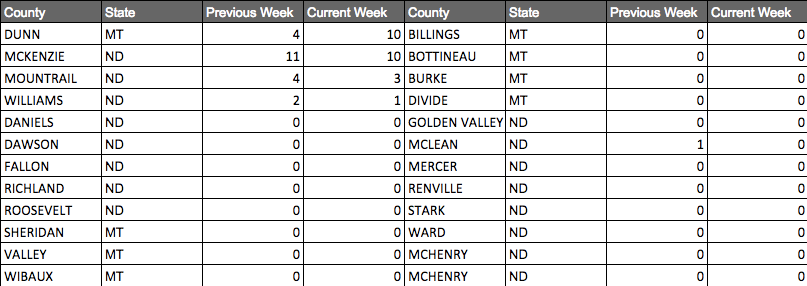 County State Previous Week Current Week County State Previous Week Current Week
DUNN MT 4 10 BILLINGS MT 0 0
MCKENZIE ND 11 10 BOTTINEAU MT 0 0
MOUNTRAIL ND 4 3 BURKE MT 0 0
WILLIAMS ND 2 1 DIVIDE MT 0 0
DANIELS ND 0 0 GOLDEN VALLEY ND 0 0
DAWSON ND 0 0 MCLEAN ND 1 0
FALLON ND 0 0 MERCER ND 0 0
RICHLAND ND 0 0 RENVILLE ND 0 0
ROOSEVELT ND 0 0 STARK ND 0 0
SHERIDAN MT 0 0 WARD ND 0 0
VALLEY MT 0 0 MCHENRY ND 0 0
WIBAUX MT 0 0 MCHENRY ND 0 0